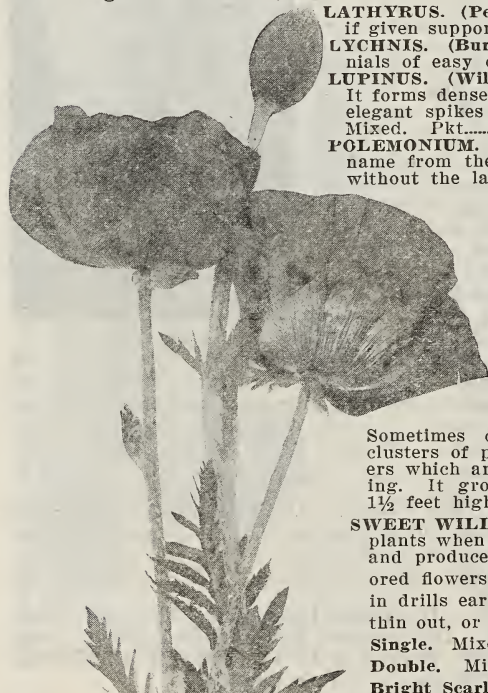 LATHYRUS. (Pe
if given suppor
LYCHNIS. (Bur
nials of easy
LUPINUS. (Wil
It forms dense
elegant spikes
Mixed. Pkt......
POLEMONIUM.
name from the
without the la
Sometimes
clusters of p
ers which ar
ing. It gro
1½ feet high
SWEET WILL
plants when
and produce
ored flowers
in drills ear
thin out, or
Single. Mixe
Double. Mi
Bright Scarl